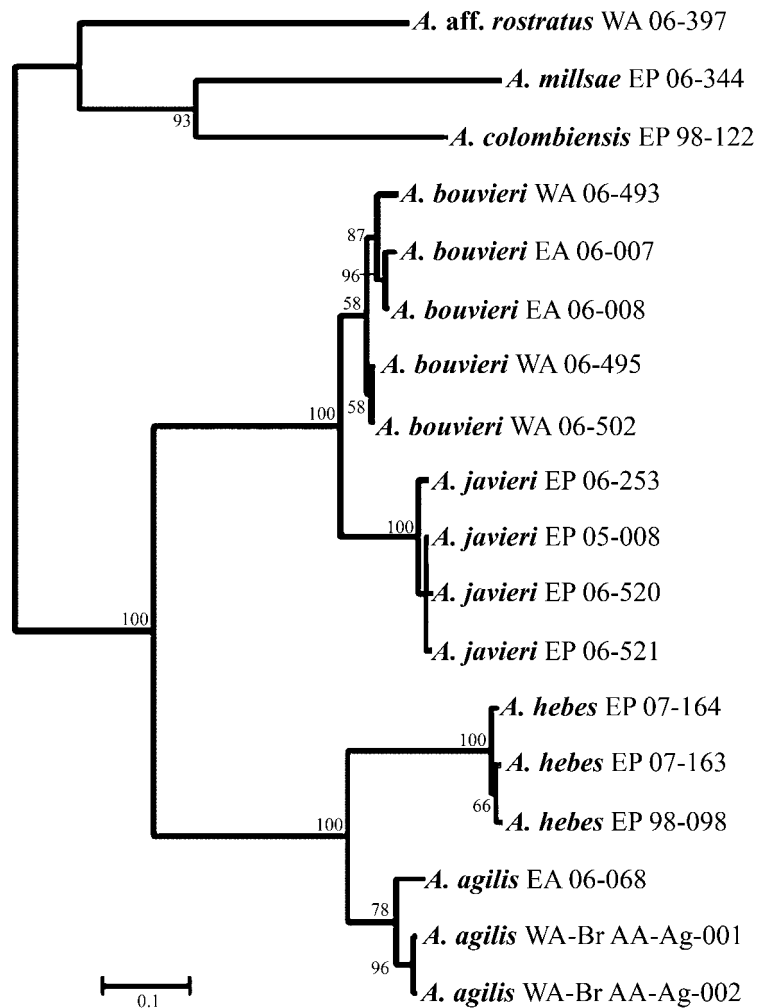 A. aff. rostratus WA 06-397
A. millsae EP 06-344
93
A. colombiensis EP 98-122
A. bouvieri WA 06-493
87
A. bouvieri EA 06-007
96
58
A. bouvieri EA 06-008
A. bouvieri WA 06-495
58
100
A. bouvieri WA 06-502
A. javieri EP 06-253
100
A. javieri EP 05-008
A. javieri EP 06-520
100
A. javieri EP 06-521
A. hebes EP 07-164
100
A. hebes EP 07-163
66
100
A. hebes EP 98-098
A. agilis EA 06-068
78
A. agilis WA-Br AA-Ag-001
96
A. agilis WA-Br AA-Ag-002
0.1